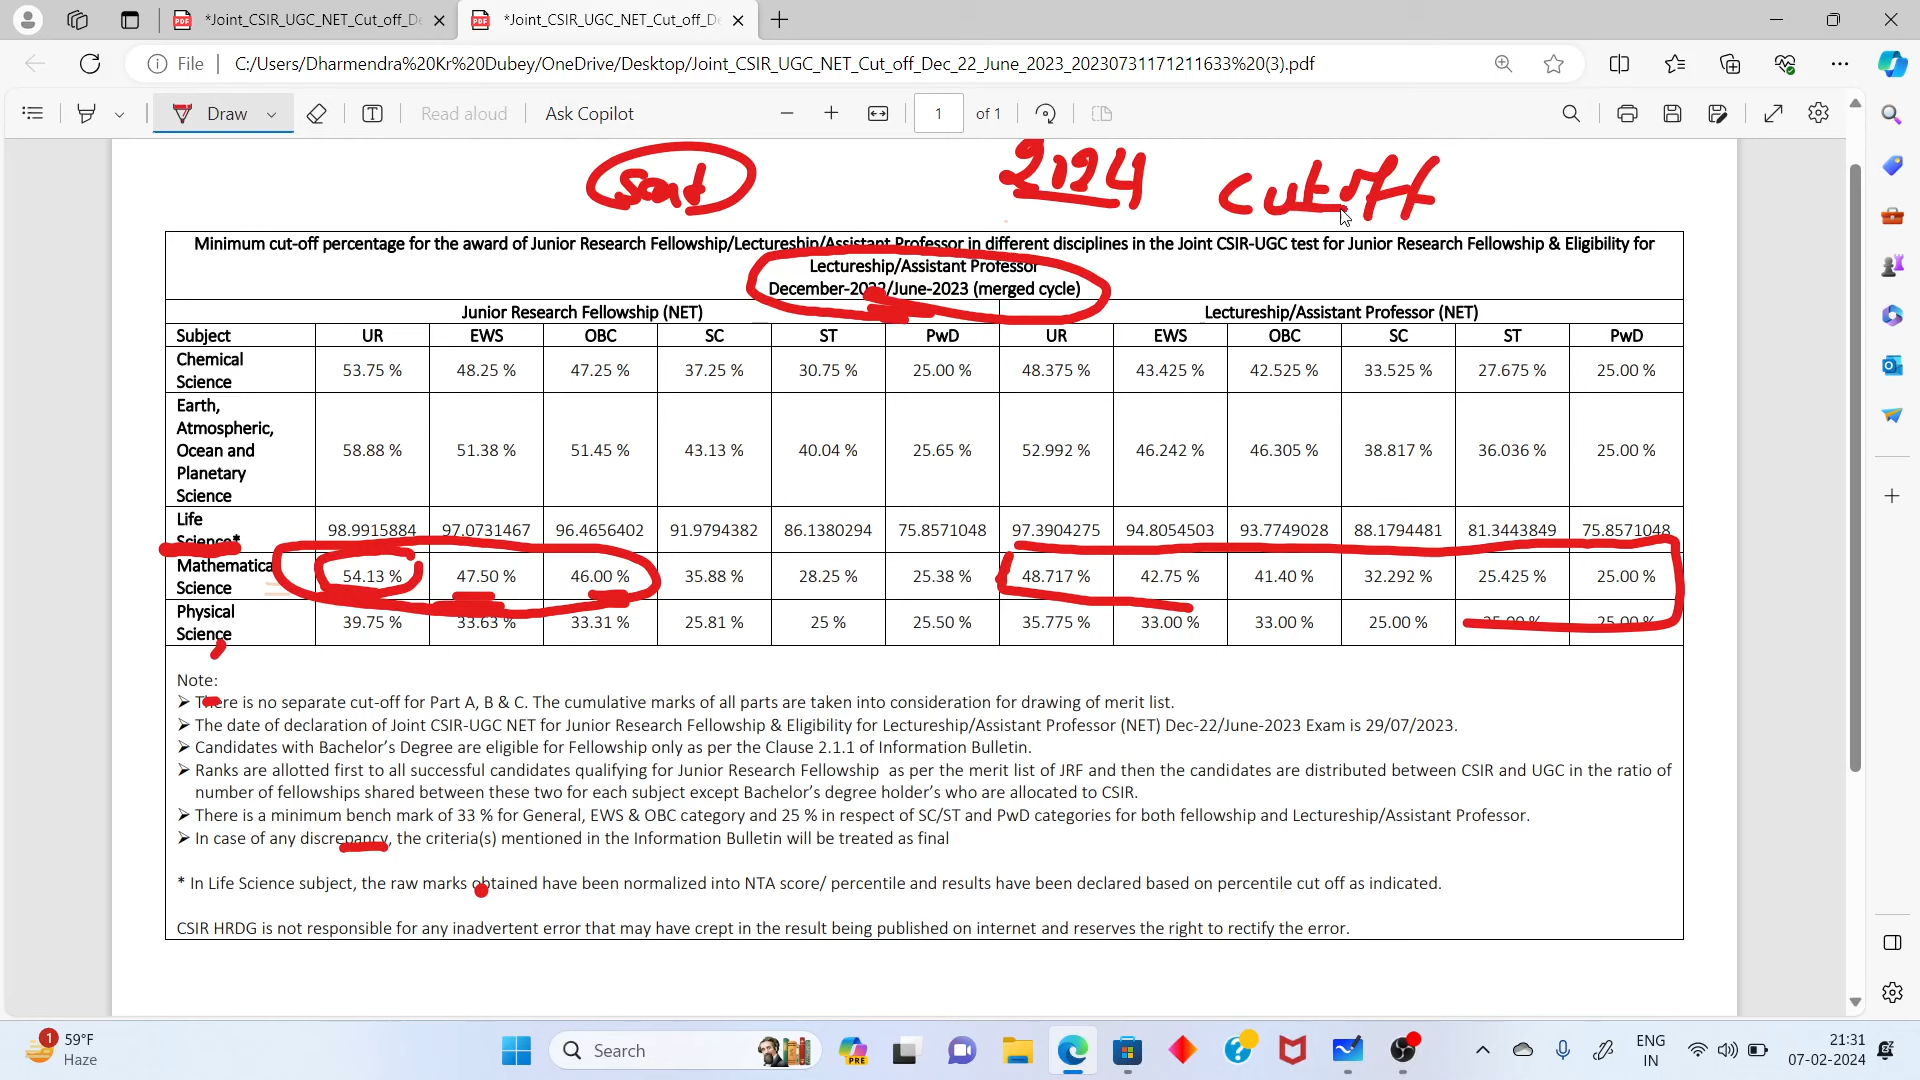 *Joint_CSIR_UGC_NET_Cut_off_De
*Joint_CSIR_UGC_NET_Cut_off_De
File
C:/Users/Dharmendra%20Kr%20Dubey/OneDrive/Desktop/Joint_CSIR_UGC_NET_Cut_off_Dec_22_June_2023_20230731171211633%20(3).pdf
Draw
Read aloud
Ask Copilot
1
of 1
2024
cutoff
Minimum cut-off percentage for the award of Junior Research Fellowship/Lectureship/Assistant Professor in different disciplines in the Joint CSIR-UGC test for Junior Research Fellowship & Eligibility for
Lectureship/Assistant Professor
December-2022/June-2023 (merged cycle)
Junior Research Fellowship (NET) Lectureship/Assistant Professor (NET)
Subject UR EWS OBC SC ST PwD UR EWS OBC SC ST PwD
Chemical
Science 53.75 % 48.25 % 47.25 % 37.25 % 30.75 % 25.00 % 48.375 % 43.425 % 42.525 % 33.525 % 27.675 % 25.00 %
Earth,
Atmospheric,
Ocean and 58.88 % 51.38 % 51.45 % 43.13 % 40.04 % 25.65 % 52.992 % 46.242 % 46.305 % 38.817 % 36.036 % 25.00 %
Planetary
Science
Life
Science* 98.9915884 97.0731467 96.4656402 91.9794382 86.1380294 75.8571048 97.3904275 94.8054503 93.7749028 88.1794481 81.3443849 75.8571048
Mathematica
Science 54.13 % 47.50 % 46.00 % 35.88 % 28.25 % 25.38 % 48.717 % 42.75 % 41.40 % 32.292 % 25.425 % 25.00 %
Physical
Science 39.75 % 33.63 % 33.31 % 25.81 % 25 % 25.50 % 35.775 % 33.00 % 33.00 % 25.00 % 25.00 % 25.00 %
Note:
➢ There is no separate cut-off for Part A, B & C. The cumulative marks of all parts are taken into consideration for drawing of merit list.
➢ The date of declaration of Joint CSIR-UGC NET for Junior Research Fellowship & Eligibility for Lectureship/Assistant Professor (NET) Dec-22/June-2023 Exam is 29/07/2023.
➢ Candidates with Bachelor’s Degree are eligible for Fellowship only as per the Clause 2.1.1 of Information Bulletin.
➢ Ranks are allotted first to all successful candidates qualifying for Junior Research Fellowship as per the merit list of JRF and then the candidates are distributed between CSIR and UGC in the ratio of
number of fellowships shared between these two for each subject except Bachelor’s degree holder’s who are allocated to CSIR.
➢ There is a minimum bench mark of 33 % for General, EWS & OBC category and 25 % in respect of SC/ST and PwD categories for both fellowship and Lectureship/Assistant Professor.
➢ In case of any discrepancy, the criteria(s) mentioned in the Information Bulletin will be treated as final
* In Life Science subject, the raw marks obtained have been normalized into NTA score/ percentile and results have been declared based on percentile cut off as indicated.
CSIR HRDG is not responsible for any inadvertent error that may have crept in the result being published on internet and reserves the right to rectify the error.
1
59°F
Haze
Search
PRE
ENG
IN
21:31
07-02-2024